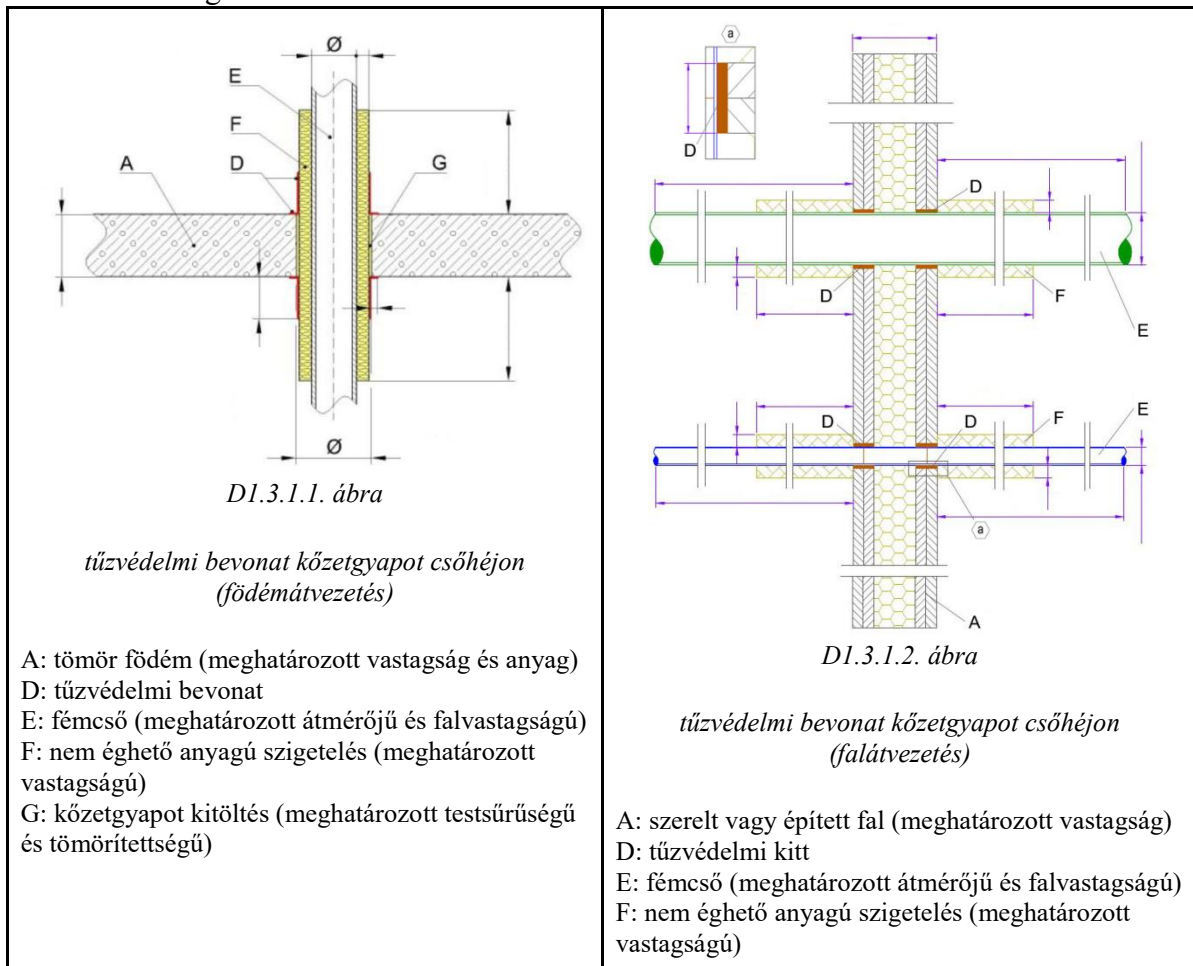 Ø
E
F
D
A
G
Ø
D1.3.1.1. ábra
tűzvédelmi bevonat kőzetgyapot csőhéjon
(födémátvezetés)
A: tömör födém (meghatározott vastagság és anyag)
D: tűzvédelmi bevonat
E: fémcső (meghatározott átmérőjű és falvastagságú)
F: nem éghető anyagú szigetelés (meghatározott
vastagságú)
G: kőzetgyapot kitöltés (meghatározott testsűrűségű
és tömörítettségű)
a
D
D
D
F
E
D
D
F
E
a
A
D1.3.1.2. ábra
tűzvédelmi bevonat kőzetgyapot csőhéjon
(falátvezetés)
A: szerelt vagy épített fal (meghatározott vastagság)
D: tűzvédelmi kitt
E: fémcső (meghatározott átmérőjű és falvastagságú)
F: nem éghető anyagú szigetelés (meghatározott
vastagságú)